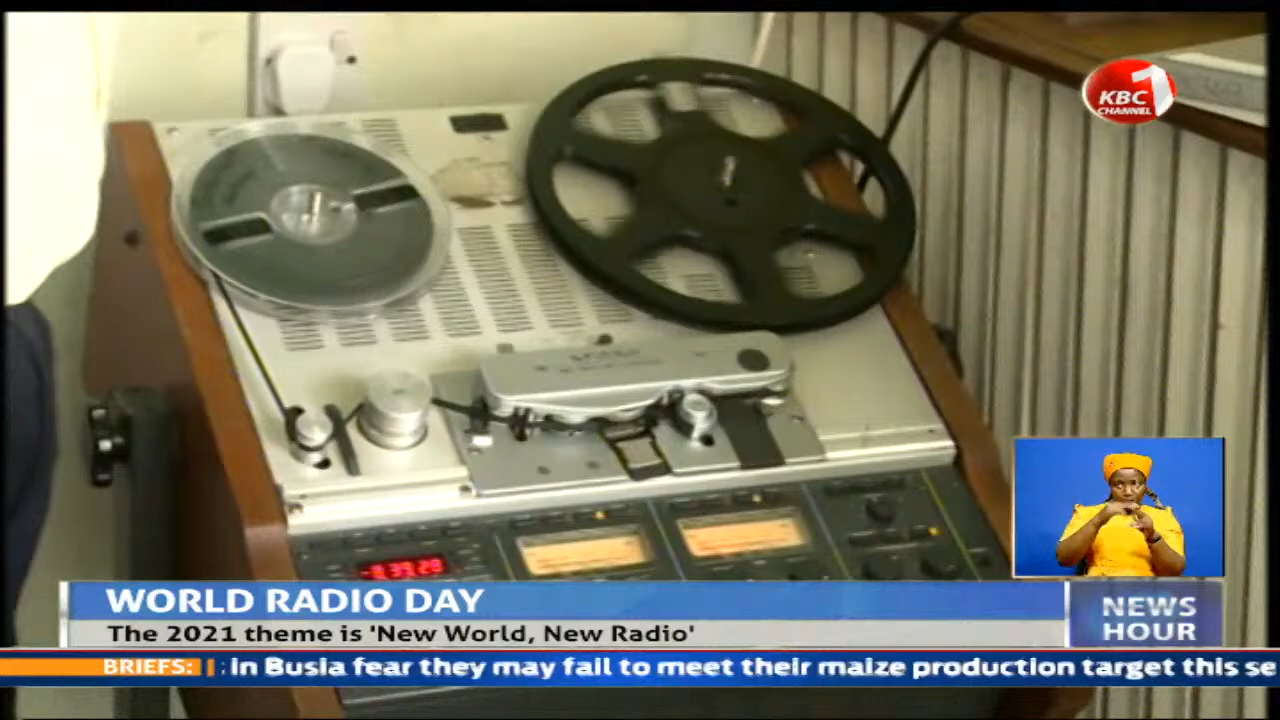 KBC 1
CHANNEL
WORLD RADIO DAY
The 2021 theme is 'New World, New Radio'
NEWS
HOUR
BRIEFS: in Busia fear they may fail to meet their maize production target this se